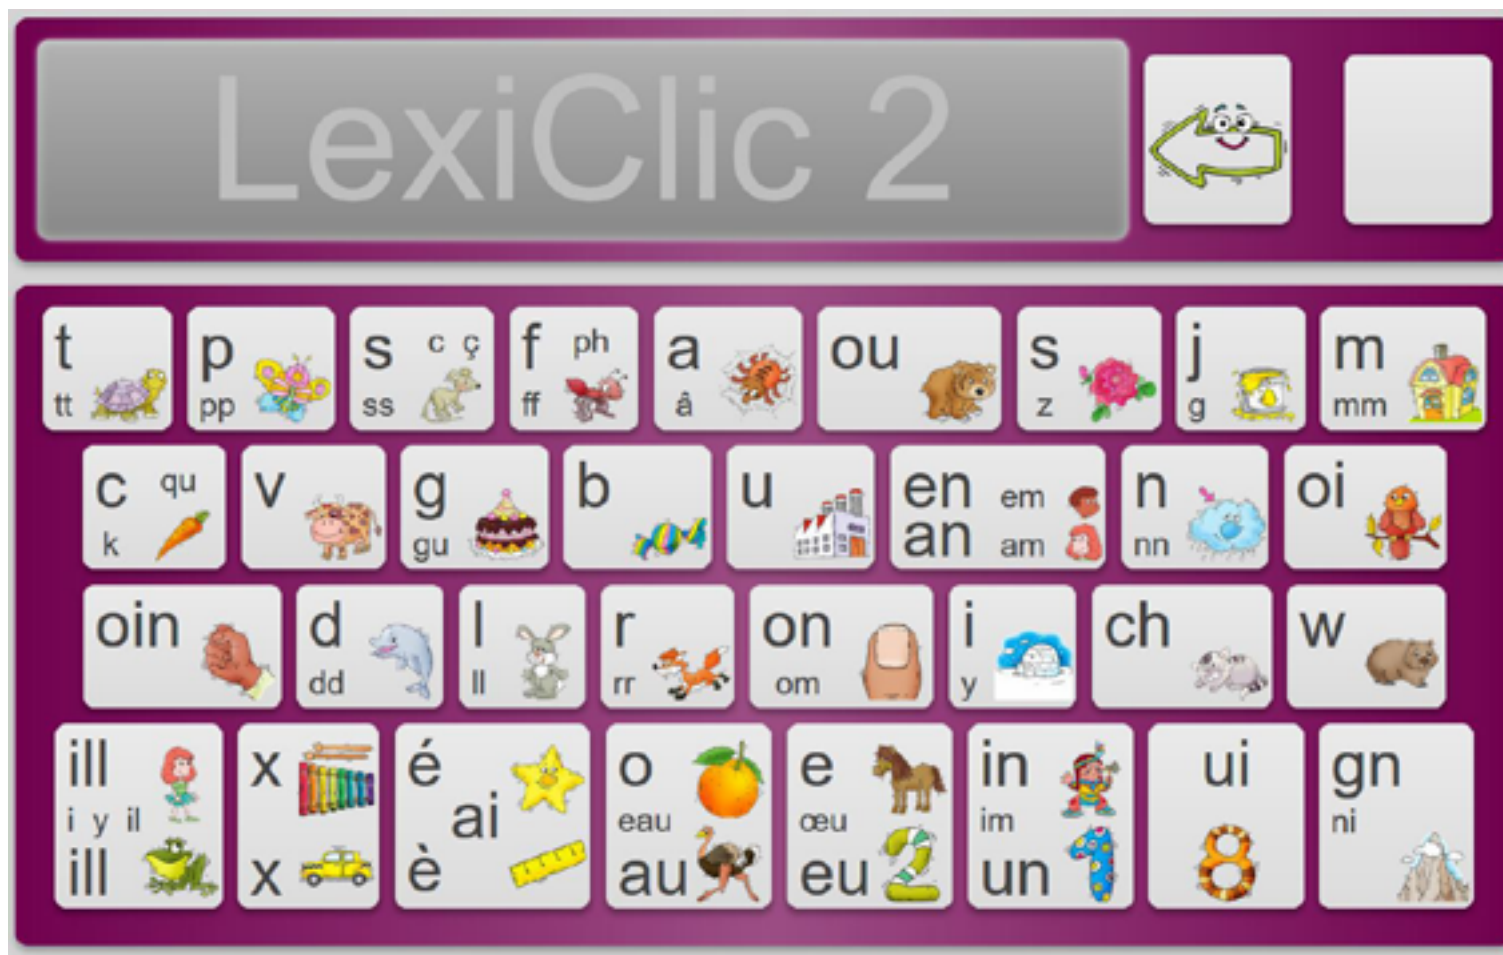 LexiClic 2
t p s c ç f ph a ou s j m
tt pp ss ff â z g mm
c qu v g b u en em n oi
k gu an am nn
oin d l r on i ch w
dd ll rr om y
ill x é o e in ui gn
i y il ai eau œu im ni
ill x è au eu un